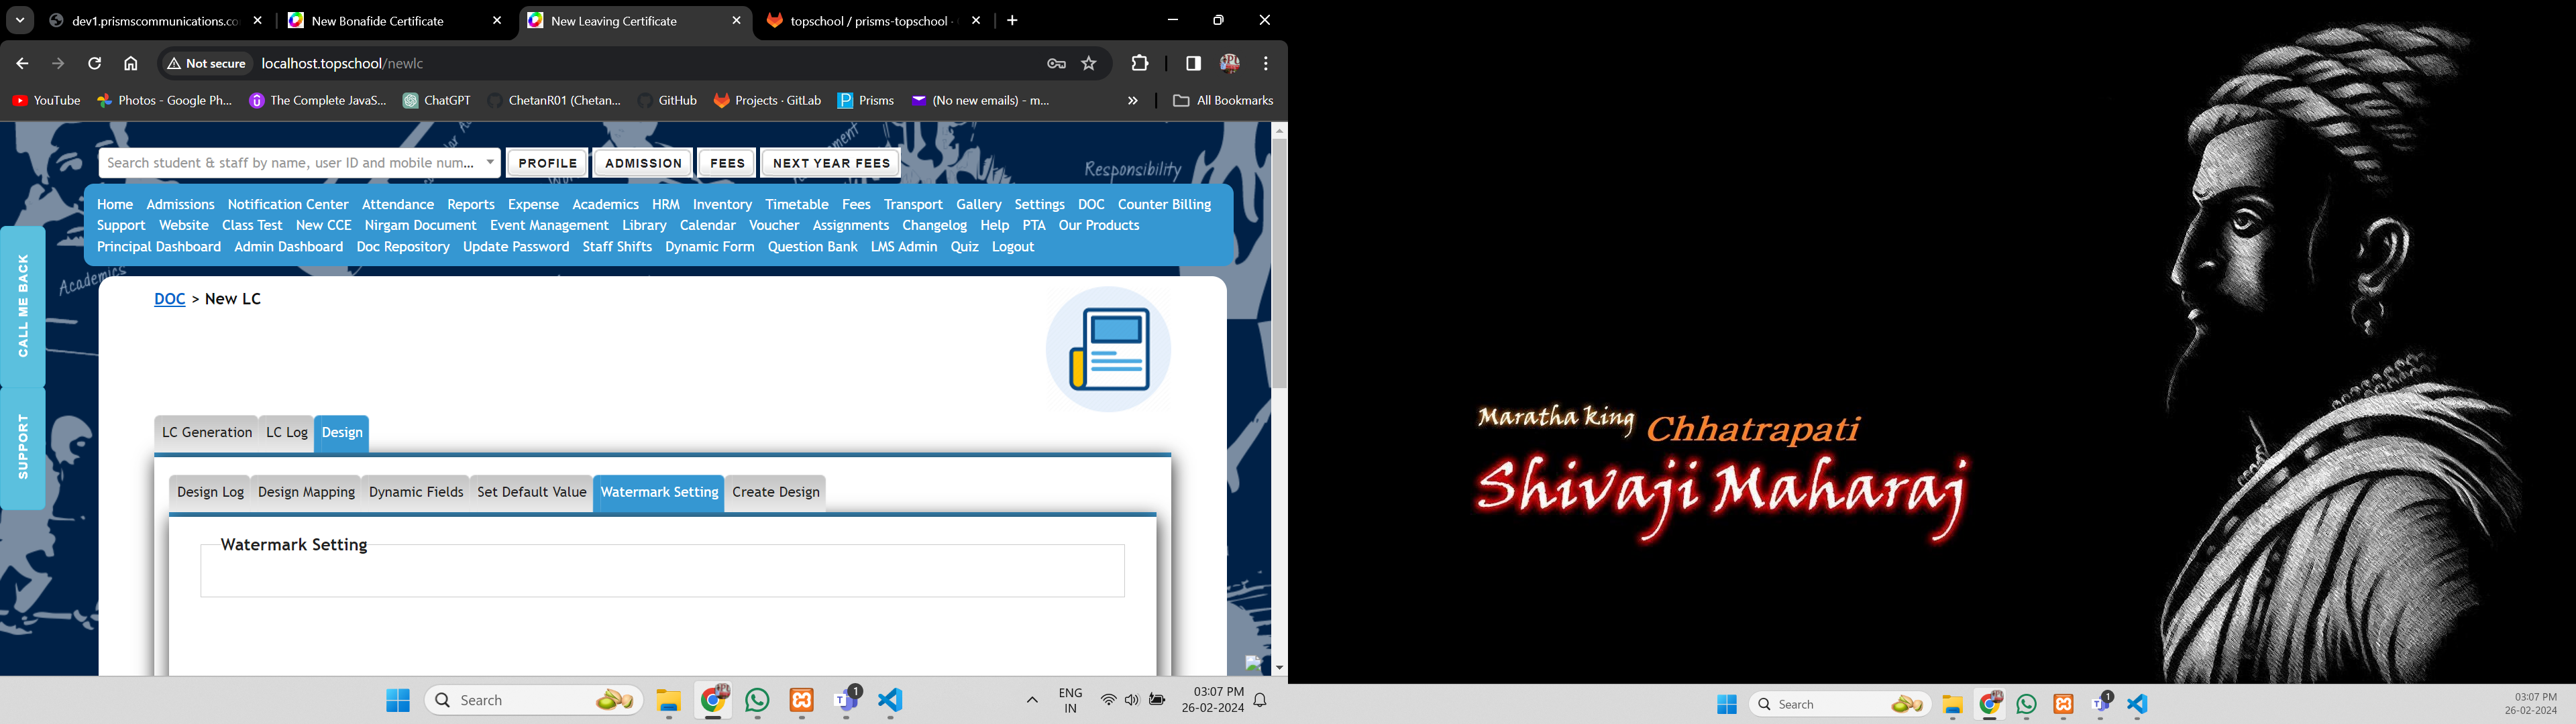 dev1.prismscommunications.co
New Bonafide Certificate
New Leaving Certificate
topschool / prisms-topschool ·
Not secure
localhost.topschool/newlc
YouTube
Photos - Google Ph...
The Complete JavaS...
ChatGPT
ChetanR01 (Chetan...
GitHub
Projects · GitLab
Prisms
(No new emails) – m...
All Bookmarks
Search student & staff by name, user ID and mobile num...
PROFILE
ADMISSION
FEES
NEXT YEAR FEES
Responsibility
Home Admissions Notification Center Attendance Reports Expense Academics HRM Inventory Timetable Fees Transport Gallery Settings DOC Counter Billing
Support Website Class Test New CCE Nirgam Document Event Management Library Calendar Voucher Assignments Changelog Help PTA Our Products
Principal Dashboard Admin Dashboard Doc Repository Update Password Staff Shifts Dynamic Form Question Bank LMS Admin Quiz Logout
CALL ME BACK
Academics
SUPPORT
DOC > New LC
LC Generation LC Log Design
Design Log Design Mapping Dynamic Fields Set Default Value Watermark Setting Create Design
Watermark Setting
Search
1
ENG
IN
03:07 PM
26-02-2024
Maratha king Chhatrapati
Shivaji Maharaj
Search
1
03:07 PM
26-02-2024